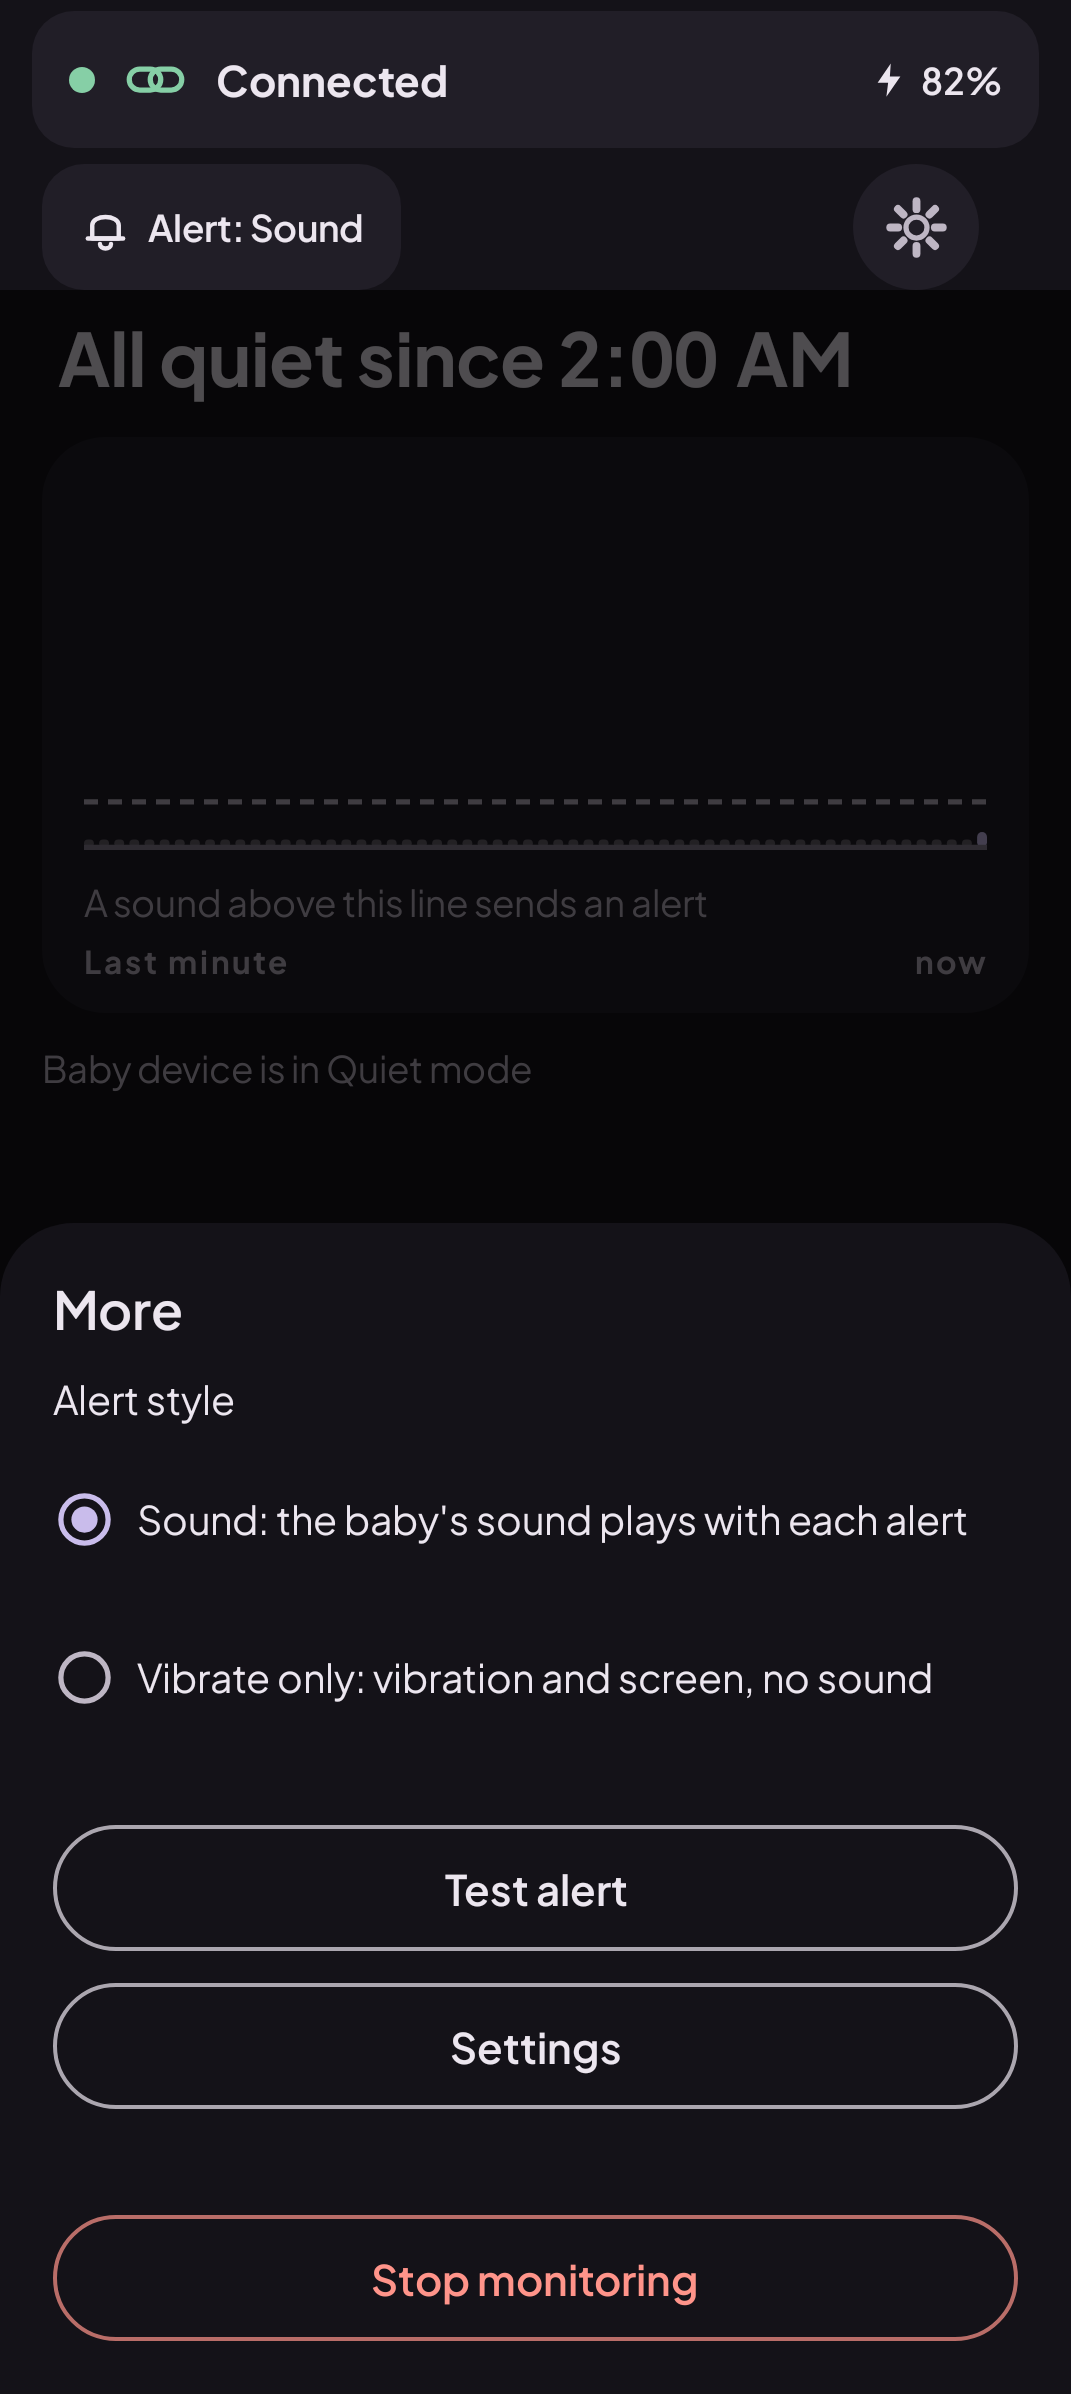 Connected
82%
Alert: Sound
All quiet since 2:00 AM
A sound above this line sends an alert
Last minute
now
Baby device is in Quiet mode
More
Alert style
Sound: the baby's sound plays with each alert
Vibrate only: vibration and screen, no sound
Test alert
Settings
Stop monitoring